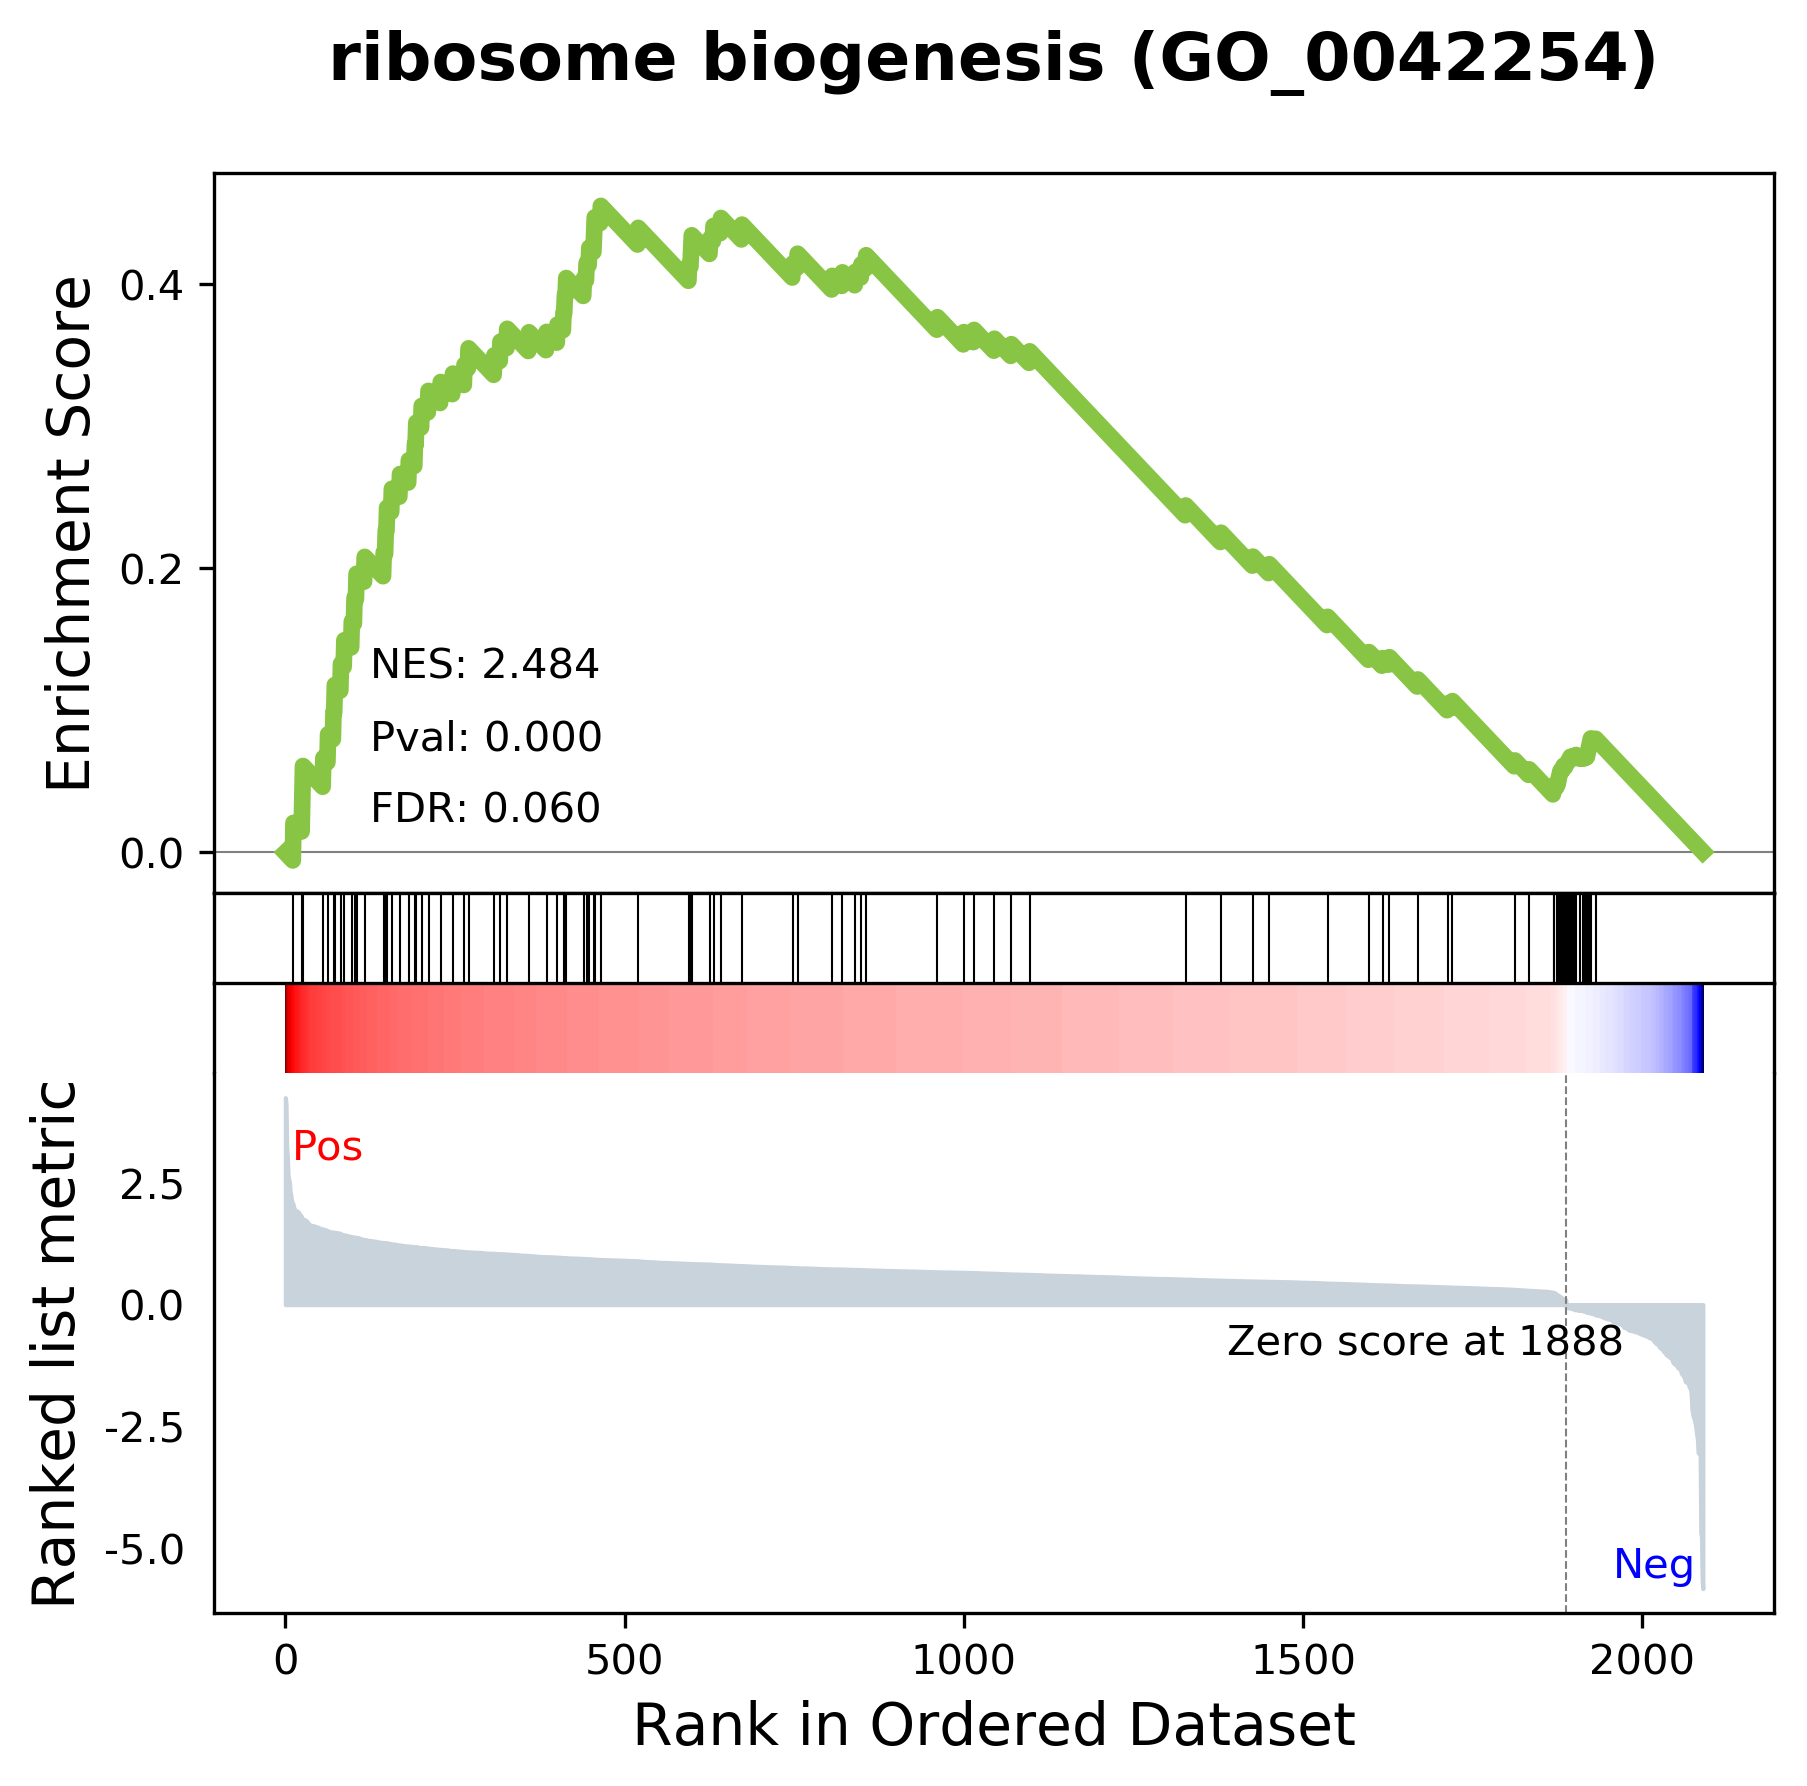 ribosome biogenesis (GO_0042254)
Enrichment Score
0.4
0.2
0.0
NES: 2.484
Pval: 0.000
FDR: 0.060
Ranked list metric
Pos
2.5
0.0
-2.5
-5.0
Zero score at 1888
Neg
0
500
1000
1500
2000
Rank in Ordered Dataset